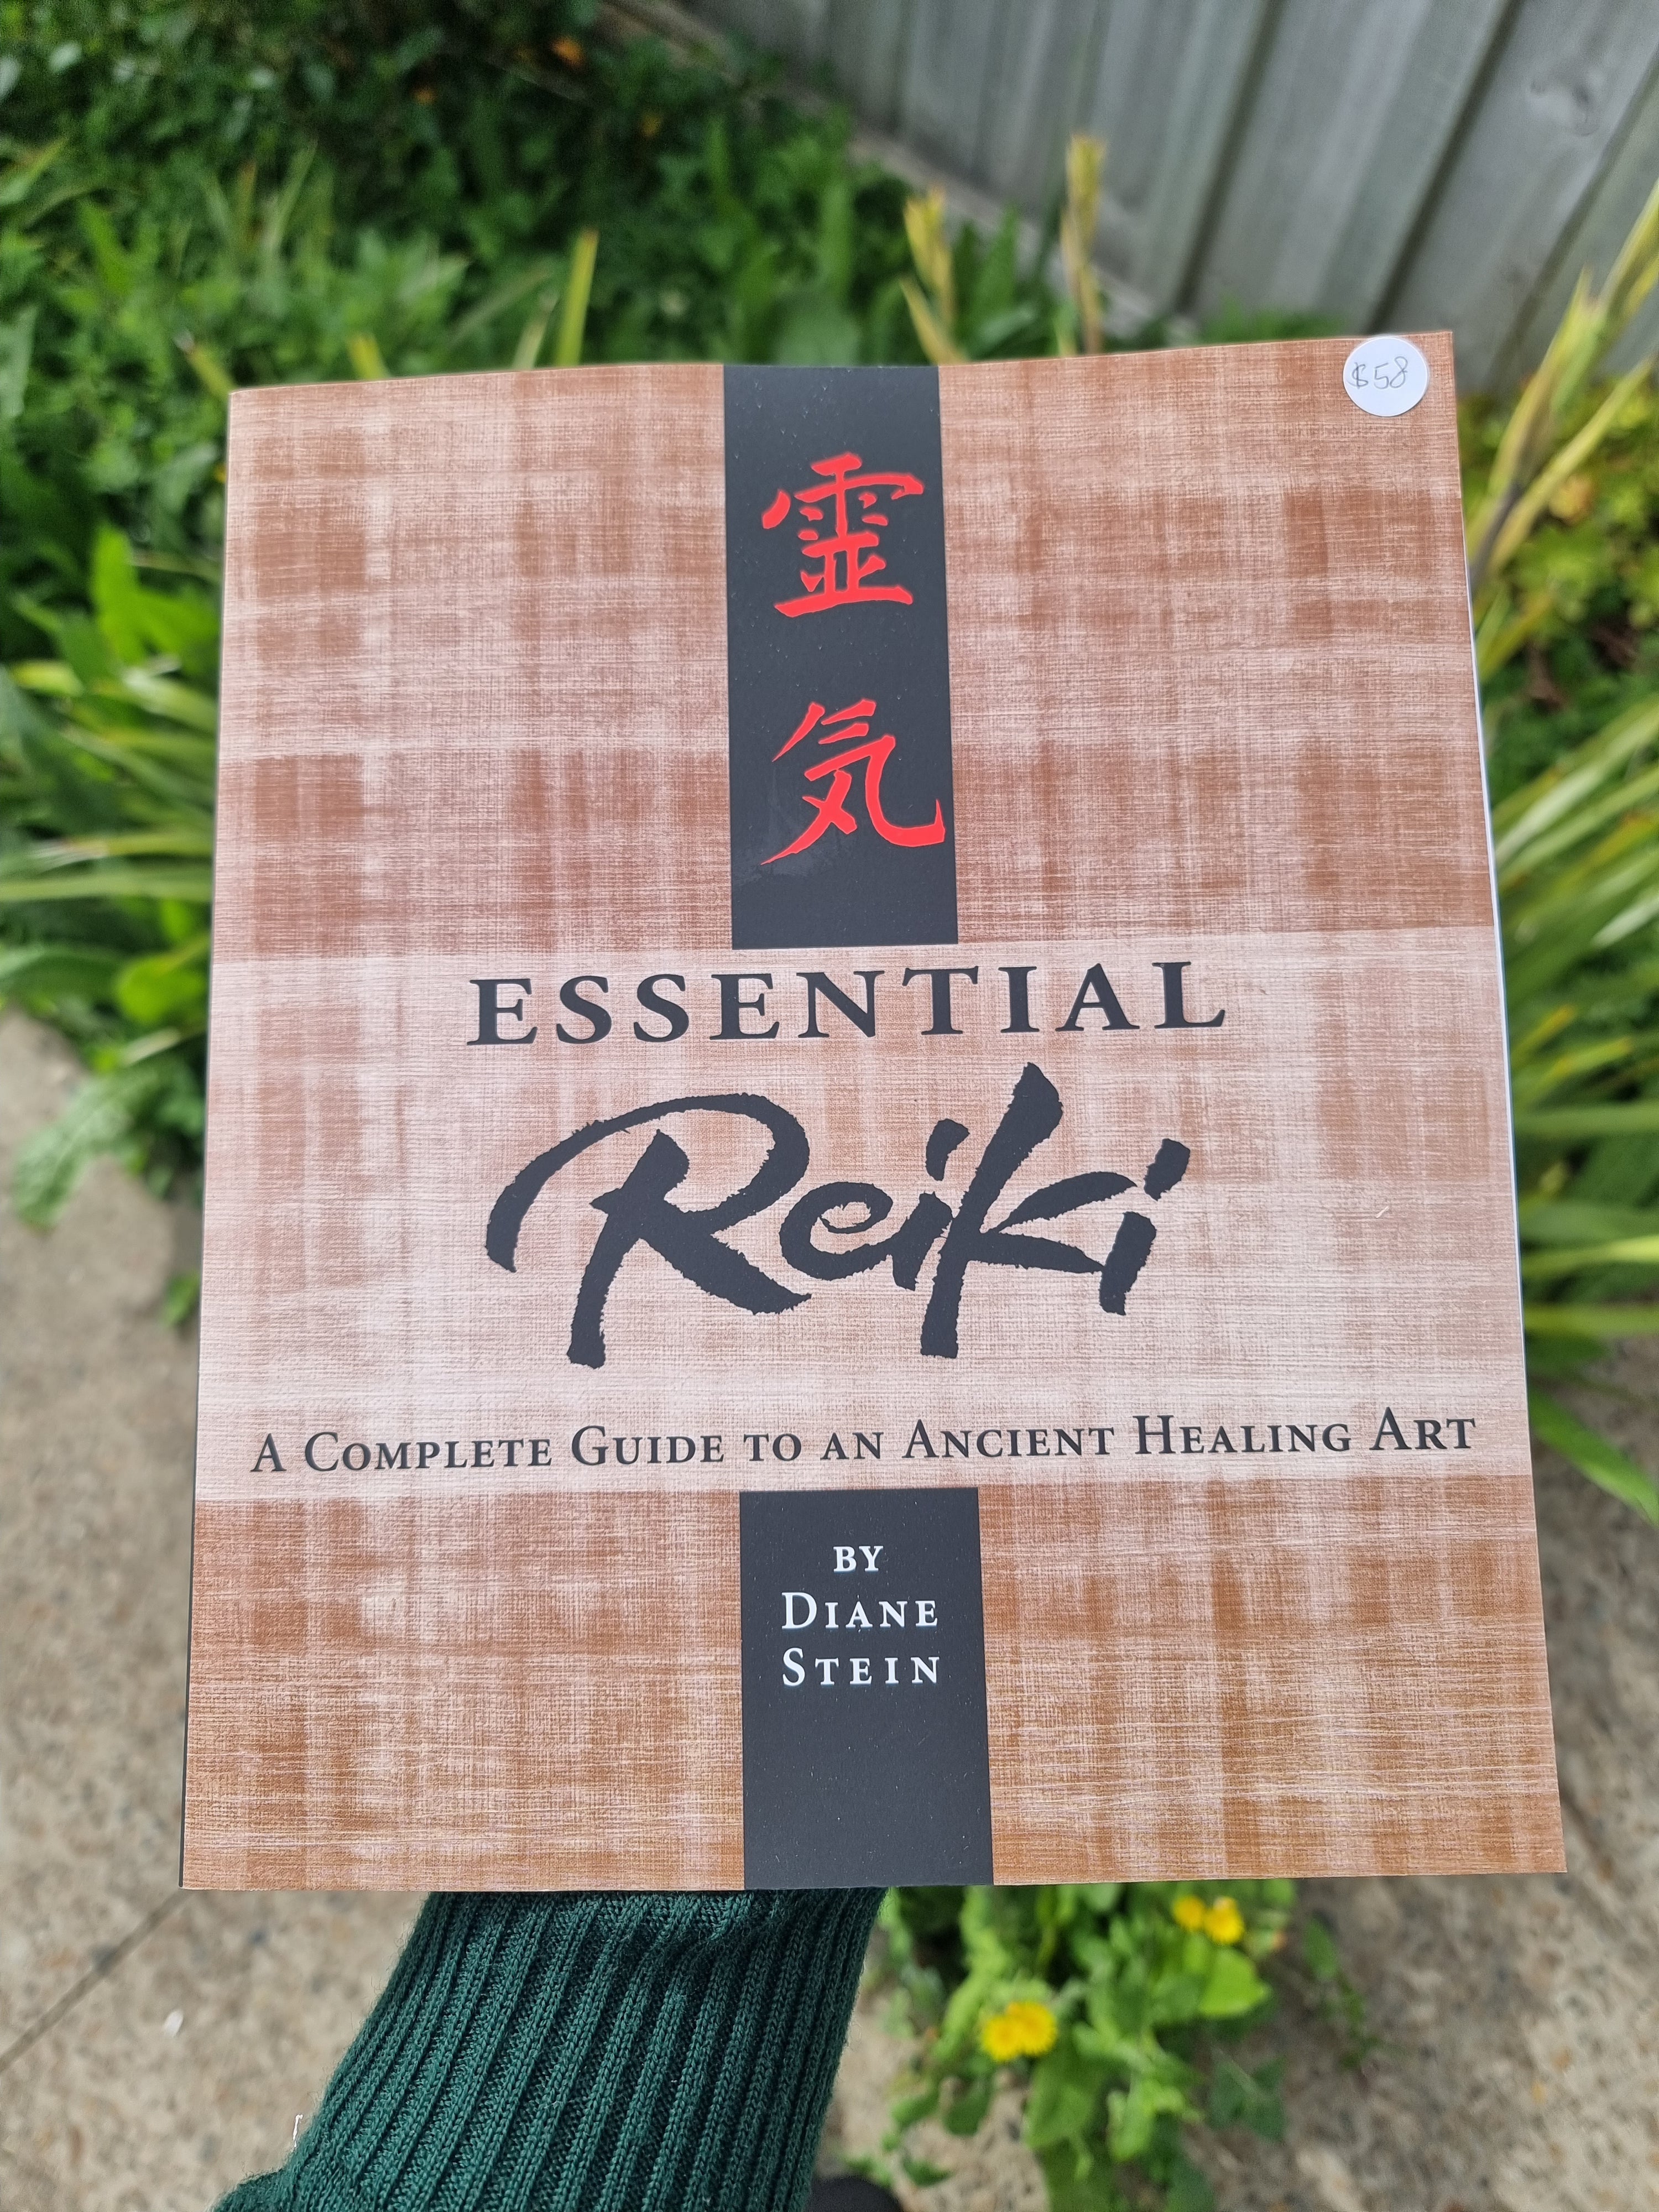 $58
霊
気
ESSENTIAL
Reiki
A COMPLETE GUIDE TO AN ANCIENT HEALING ART
BY
DIANE
STEIN